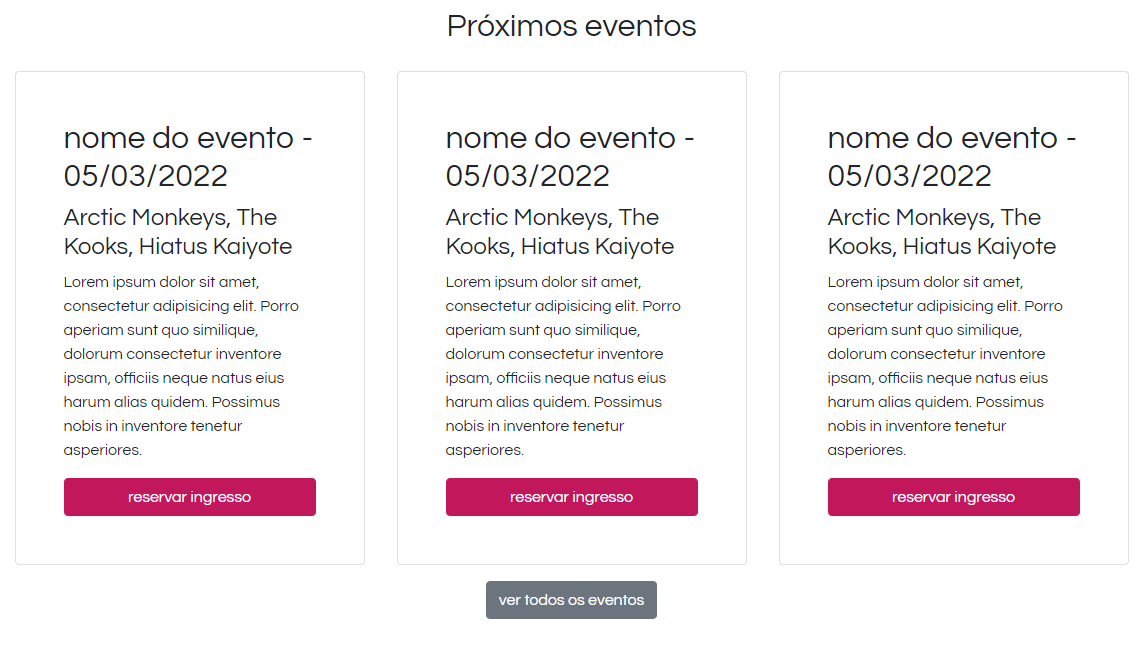 Próximos eventos
nome do evento -
05/03/2022
Arctic Monkeys, The
Kooks, Hiatus Kaiyote
Lorem ipsum dolor sit amet,
consectetur adipisicing elit. Porro
aperiam sunt quo similique,
dolorum consectetur inventore
ipsam, officiis neque natus eius
harum alias quidem. Possimus
nobis in inventore tenetur
asperiores.
reservar ingresso
nome do evento -
05/03/2022
Arctic Monkeys, The
Kooks, Hiatus Kaiyote
Lorem ipsum dolor sit amet,
consectetur adipisicing elit. Porro
aperiam sunt quo similique,
dolorum consectetur inventore
ipsam, officiis neque natus eius
harum alias quidem. Possimus
nobis in inventore tenetur
asperiores.
reservar ingresso
nome do evento -
05/03/2022
Arctic Monkeys, The
Kooks, Hiatus Kaiyote
Lorem ipsum dolor sit amet,
consectetur adipisicing elit. Porro
aperiam sunt quo similique,
dolorum consectetur inventore
ipsam, officiis neque natus eius
harum alias quidem. Possimus
nobis in inventore tenetur
asperiores.
reservar ingresso
ver todos os eventos